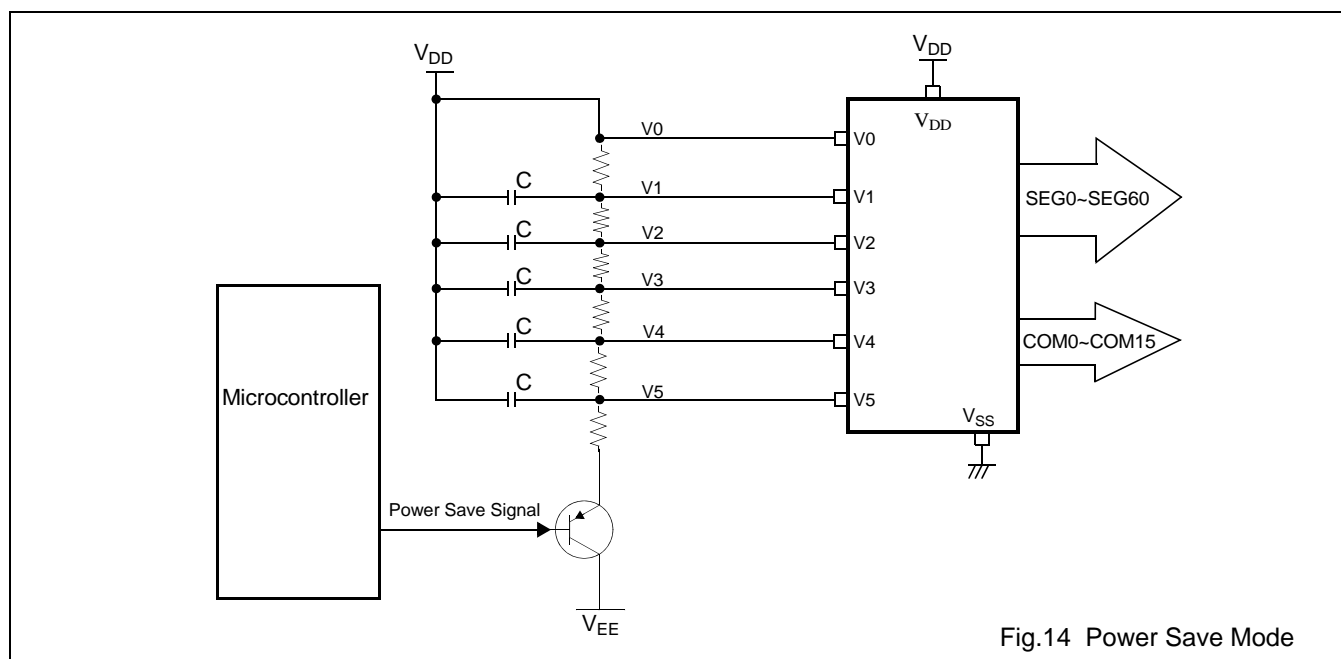 VDD
VDD
VDD
V0
V0
C
V1
V1
SEG0~SEG60
C
V2
V2
C
V3
V3
C
V4
V4
COM0~COM15
C
V5
V5
Microcontroller
VSS
Power Save Signal
VEE
Fig.14 Power Save Mode